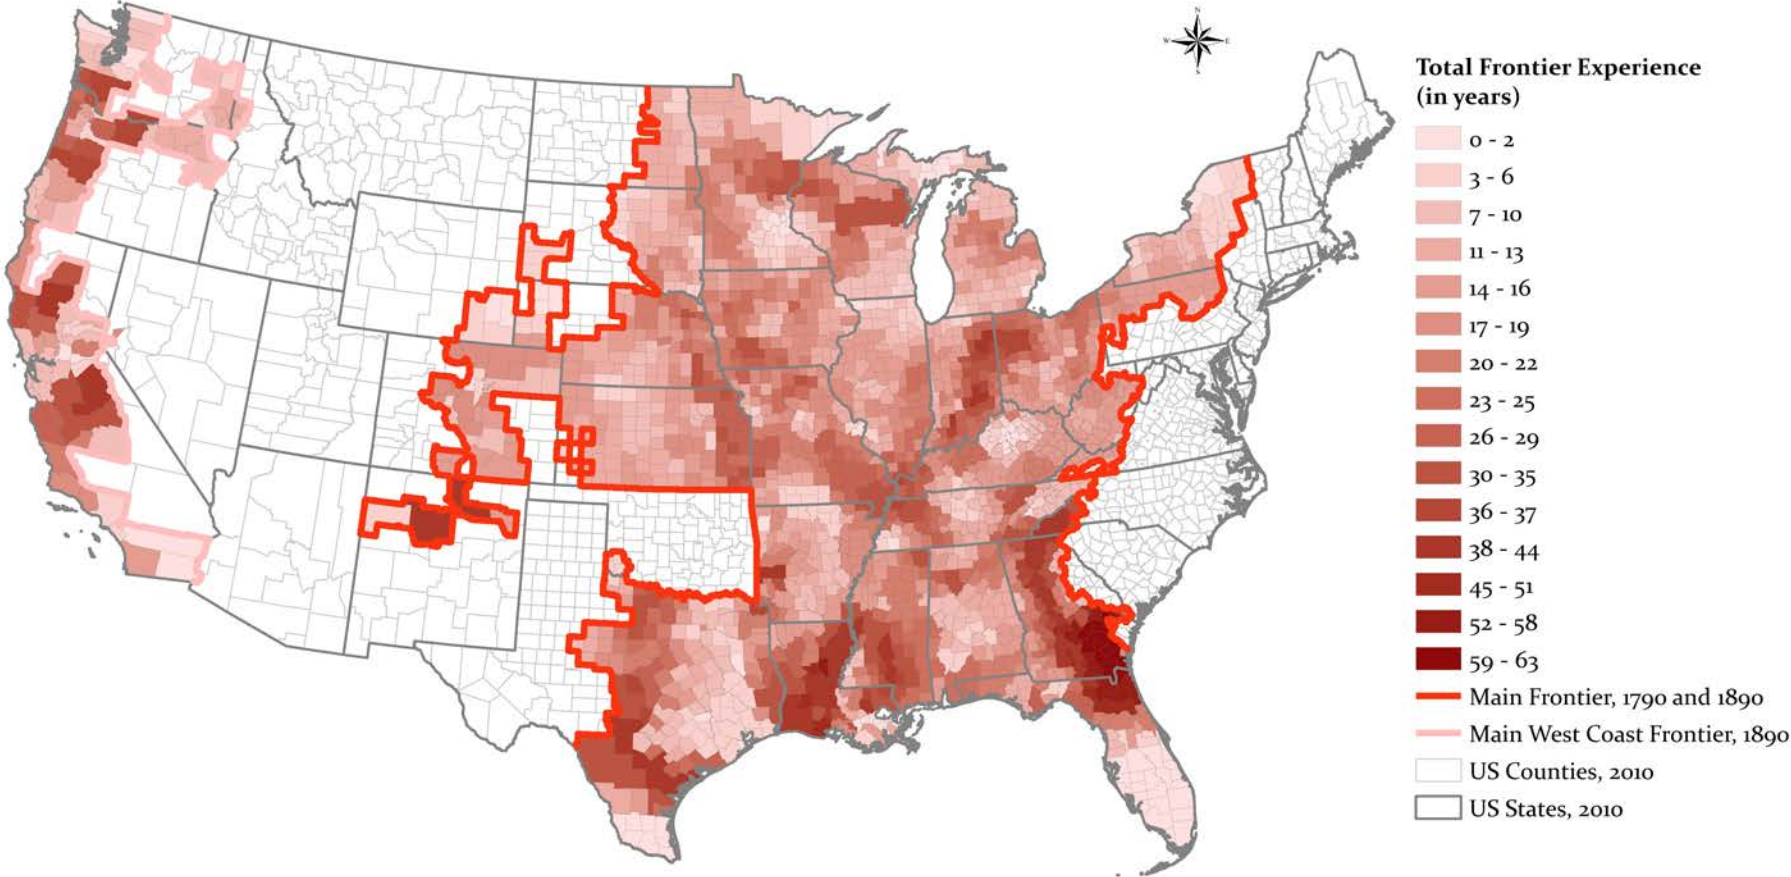 N
W E
S
Total Frontier Experience
(in years)
0 - 2
3 - 6
7 - 10
11 - 13
14 - 16
17 - 19
20 - 22
23 - 25
26 - 29
30 - 35
36 - 37
38 - 44
45 - 51
52 - 58
59 - 63
Main Frontier, 1790 and 1890
Main West Coast Frontier, 1890
US Counties, 2010
US States, 2010